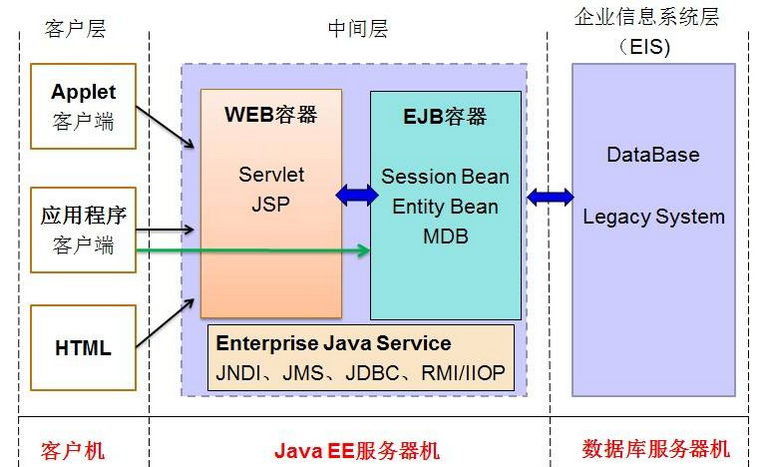 客户层
中间层
企业信息系统层
（EIS)
Applet
客户端
应用程序
客户端
HTML
WEB容器
Servlet
JSP
EJB容器
Session Bean
Entity Bean
MDB
Enterprise Java Service
JNDI、JMS、JDBC、RMI/IIOP
DataBase
Legacy System
客户机
Java EE服务器机
数据库服务器机